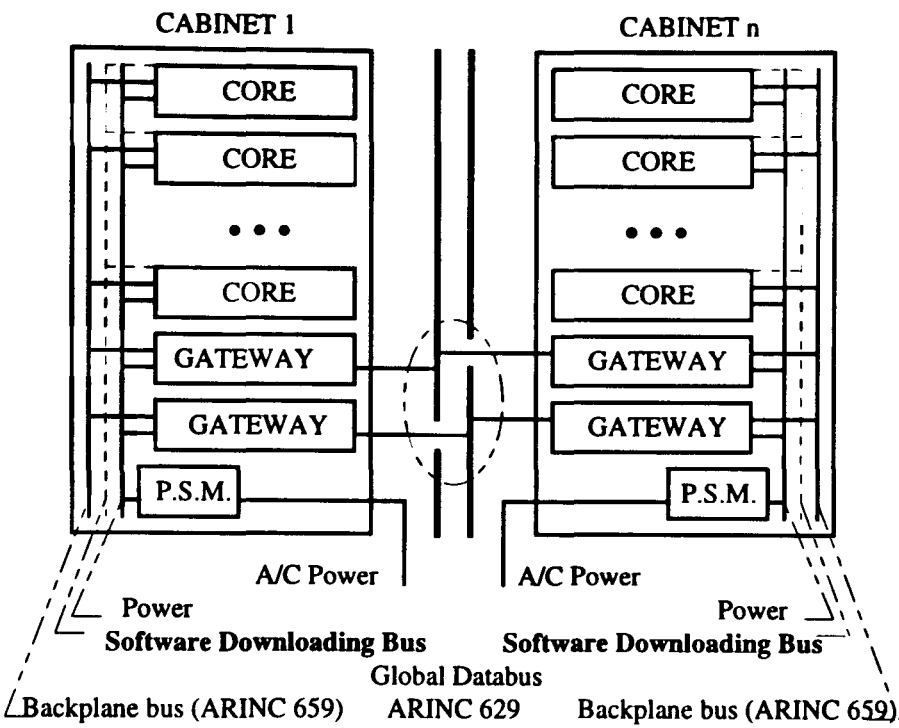 CABINET 1
CABINET n
CORE
CORE
CORE
CORE
• • •
• • •
CORE
CORE
GATEWAY
GATEWAY
GATEWAY
GATEWAY
P.S.M.
P.S.M.
A/C Power
A/C Power
Power
Power
Software Downloading Bus
Software Downloading Bus
Global Databus
Backplane bus (ARINC 659)
ARINC 629
Backplane bus (ARINC 659)